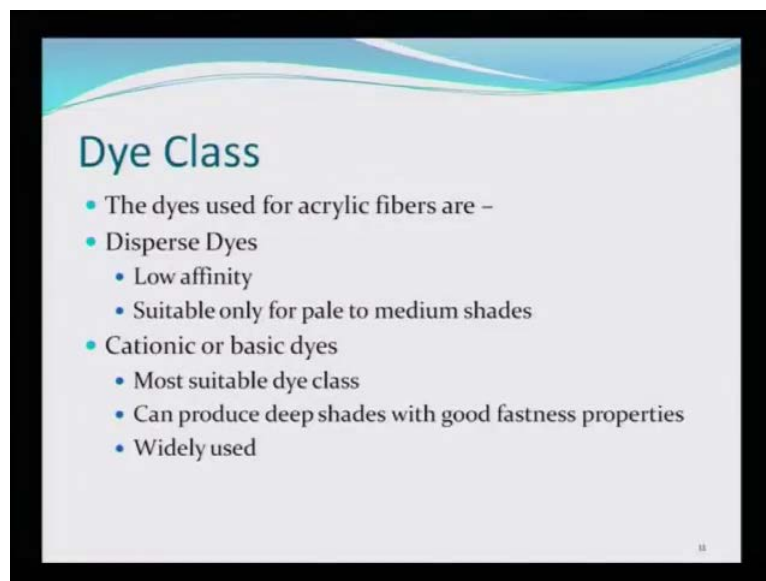 Dye Class
• The dyes used for acrylic fibers are –
• Disperse Dyes
• Low affinity
• Suitable only for pale to medium shades
• Cationic or basic dyes
• Most suitable dye class
• Can produce deep shades with good fastness properties
• Widely used
11